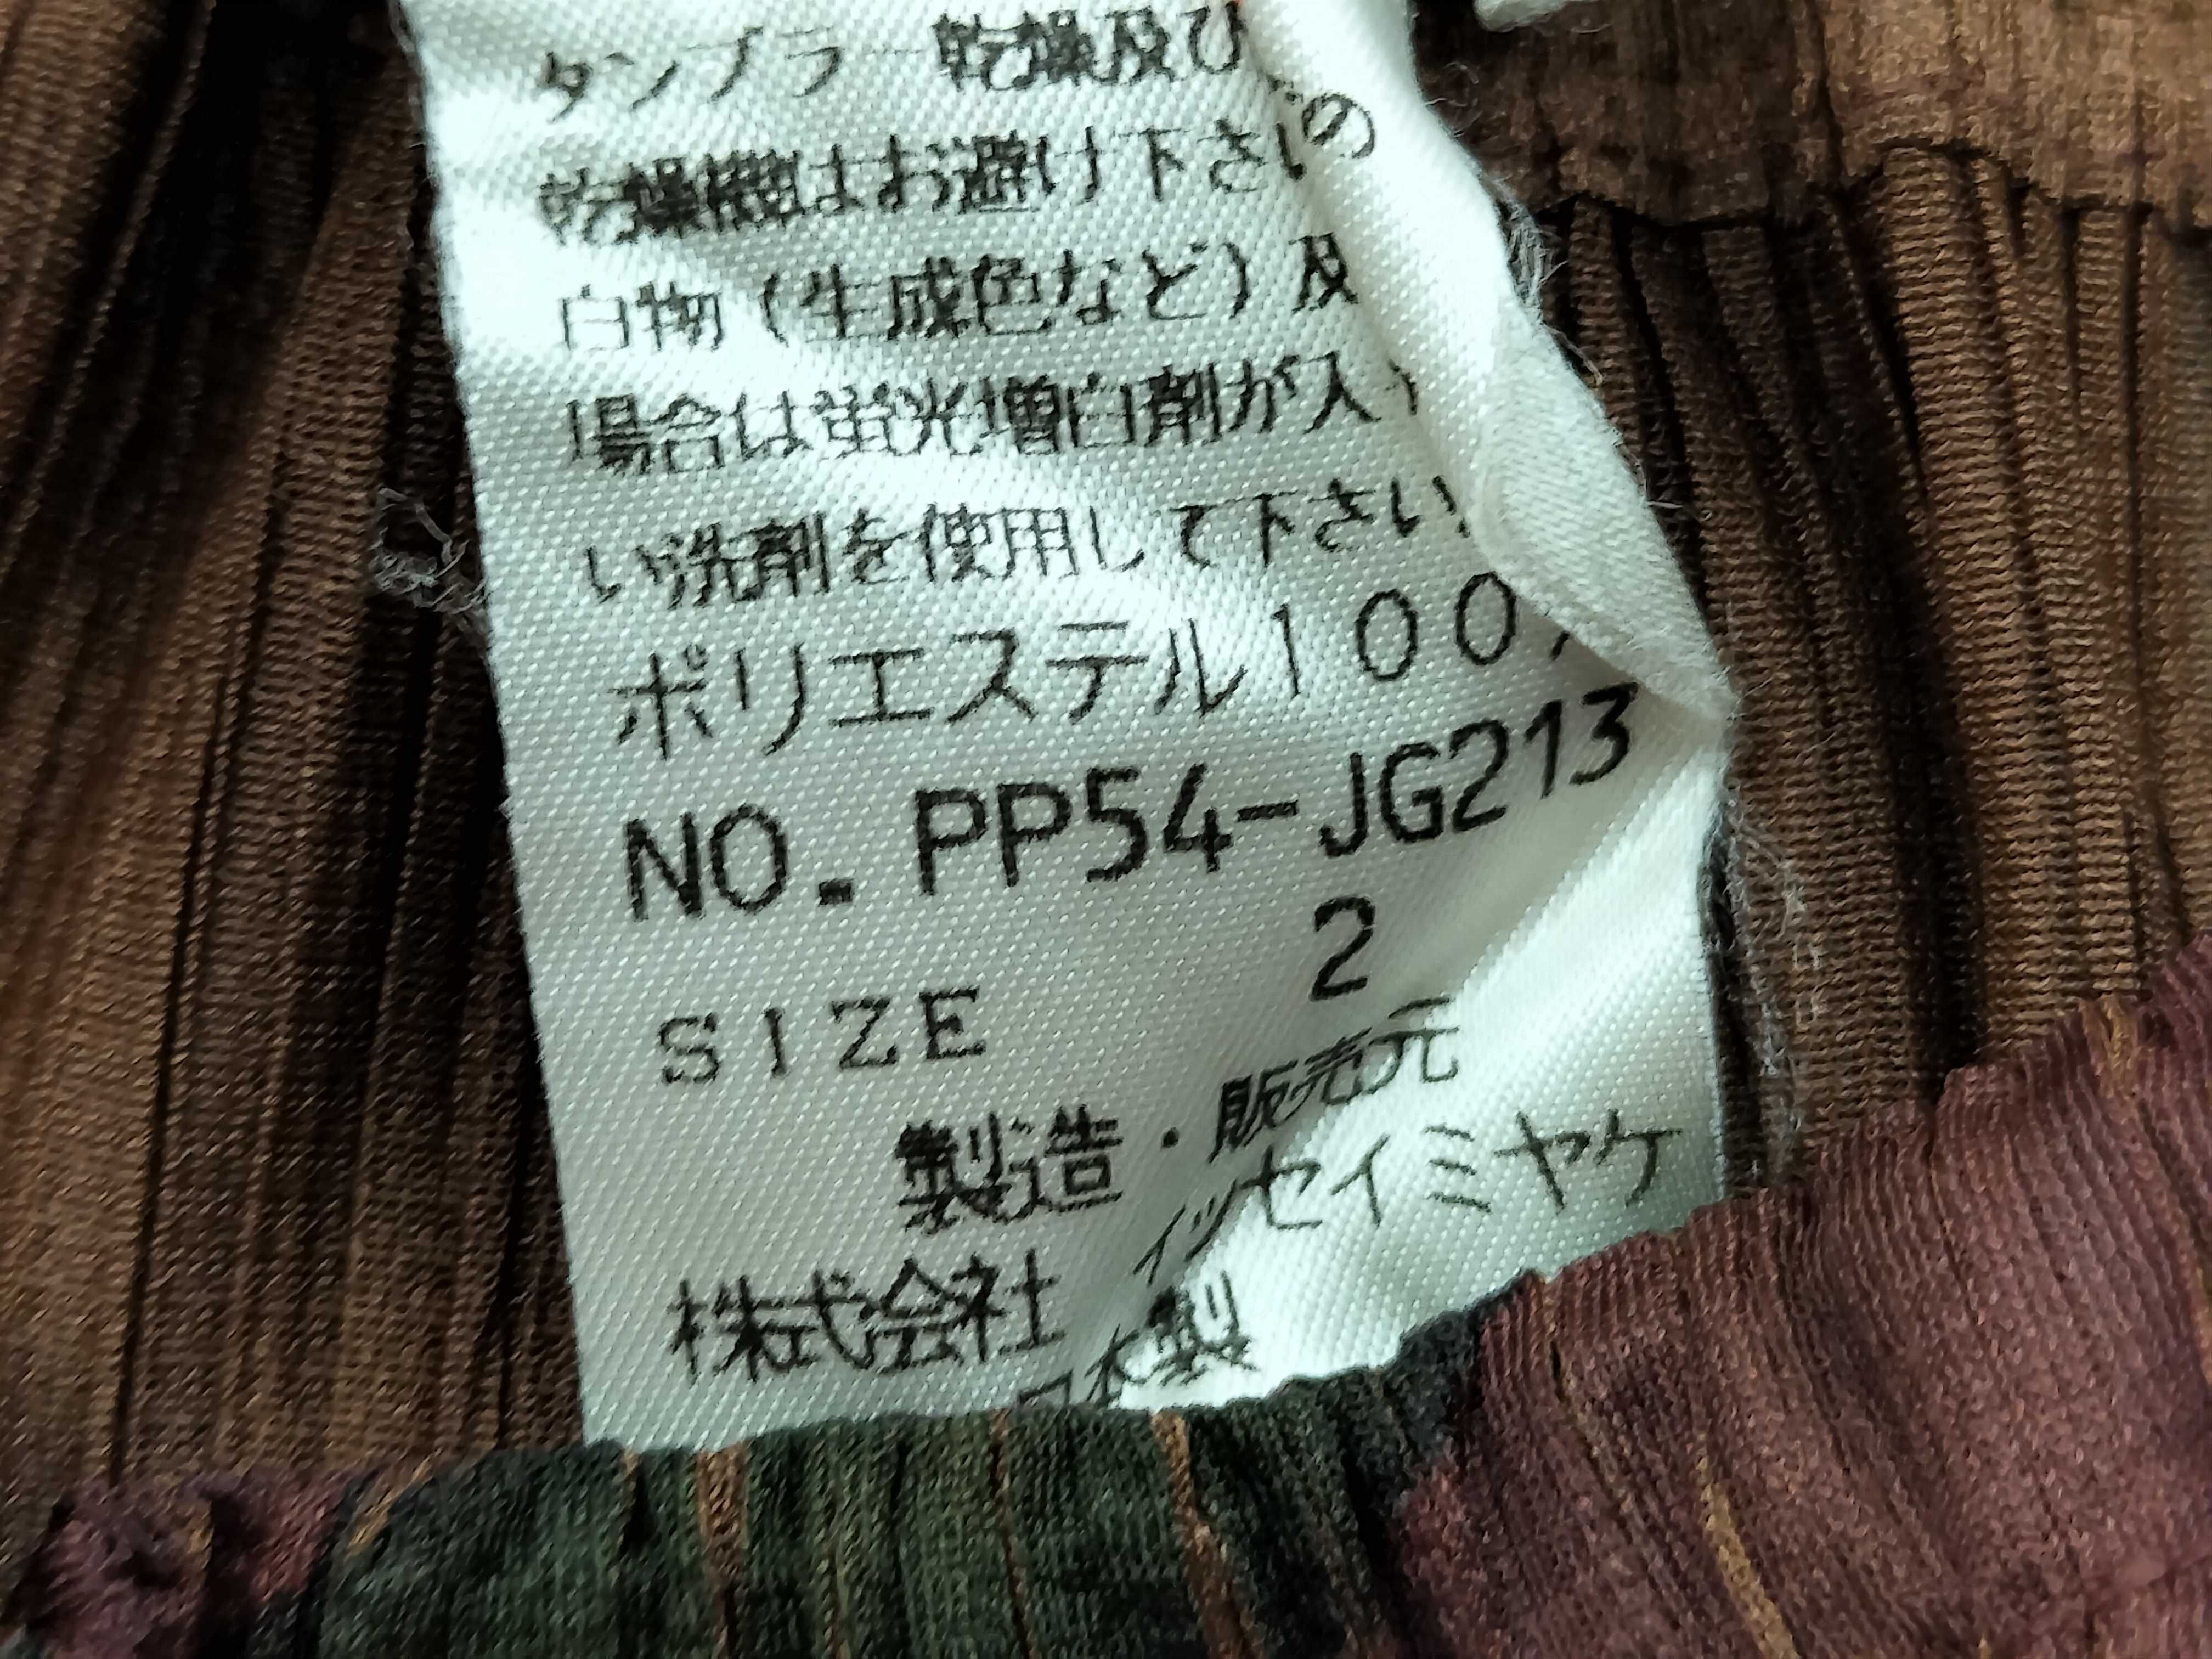 タンブラー乾燥及び
乾燥機はお避け下さい
の
白物(生成色など)及
場合は蛍光増白剤が入
い洗剤を使用して下さい
ポリエステル100
NO.PP54-JG213
SIZE 2
製造・販売元
株式会社 イッセイミヤケ
日本製